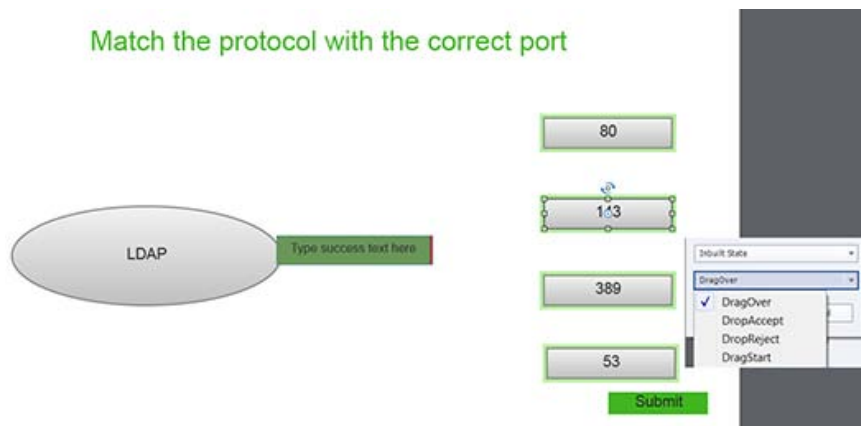 Match the protocol with the correct port
80
143
LDAP
Type success text here
Inbuilt State
DragOver
389
DragOver
DropAccept
DropReject
DragStart
53
Submit